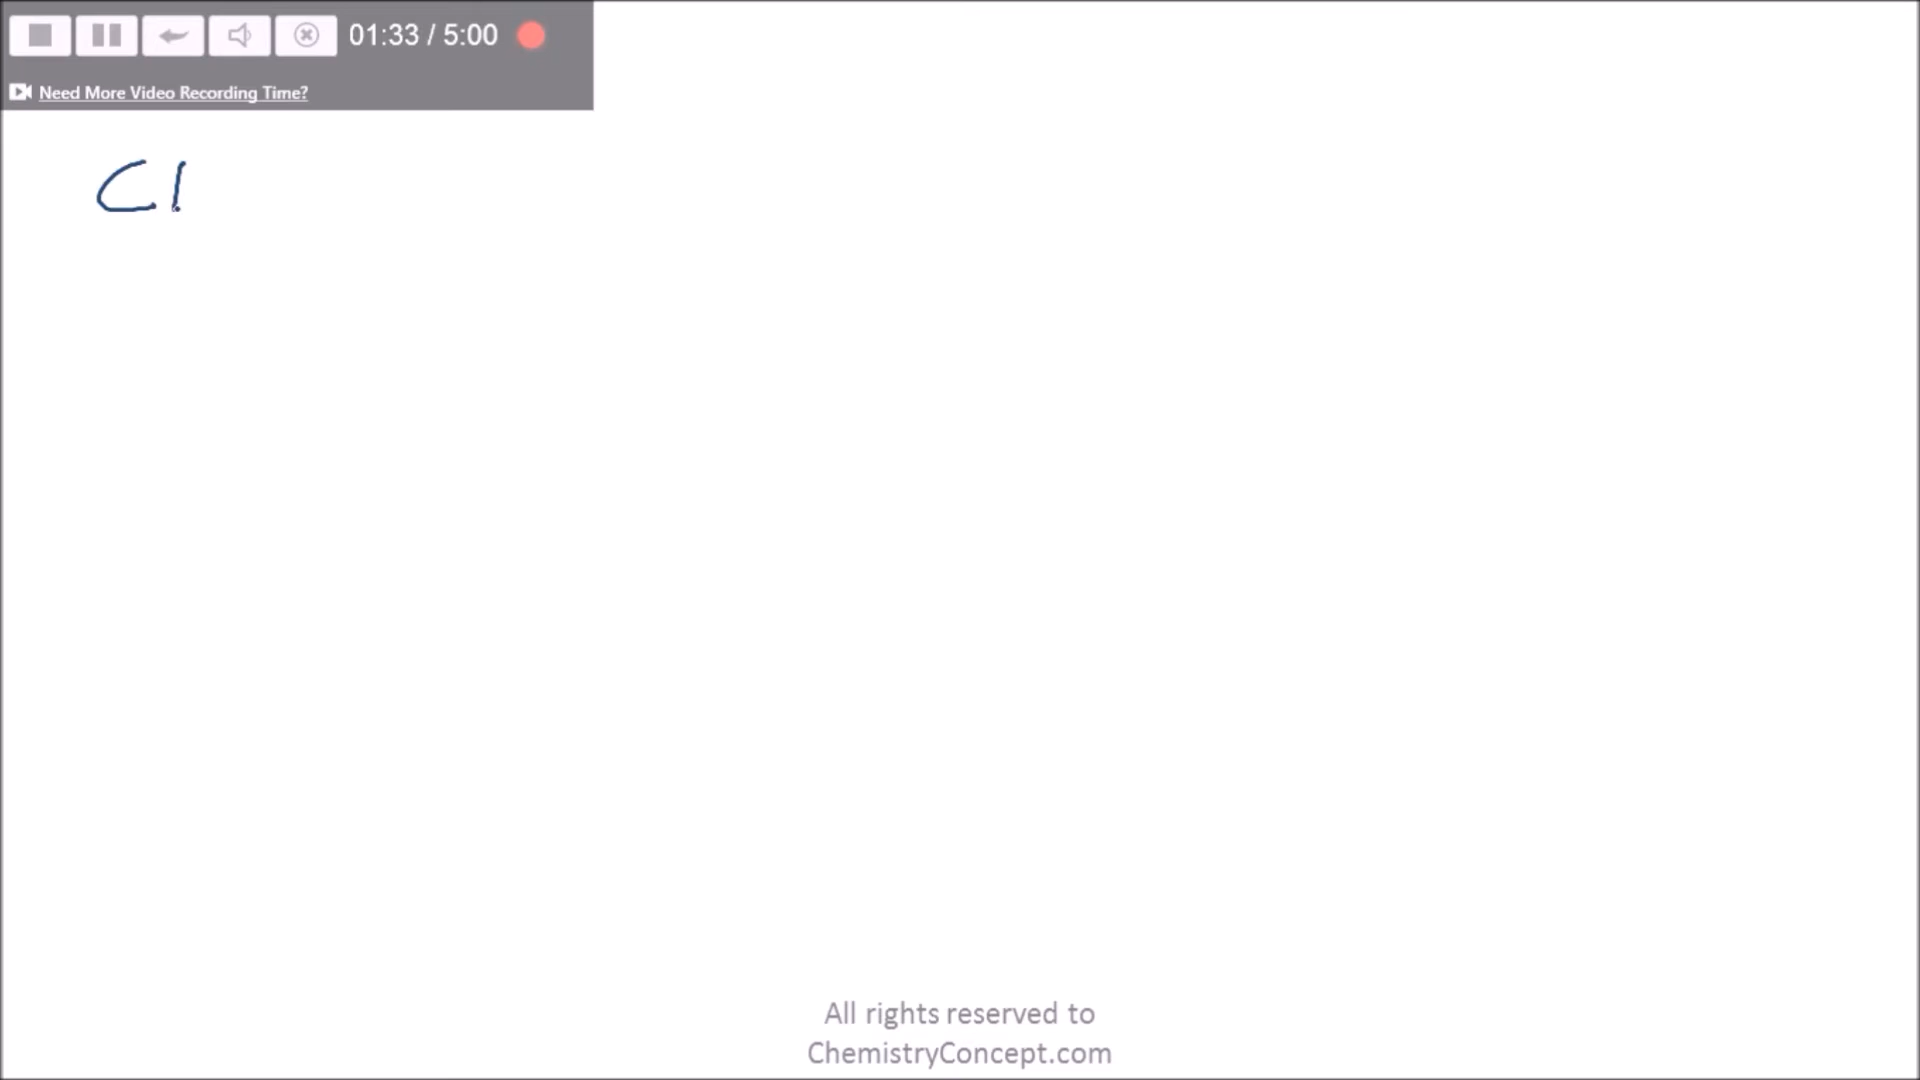 01:33 / 5:00
Need More Video Recording Time?
Cl
All rights reserved to
ChemistryConcept.com